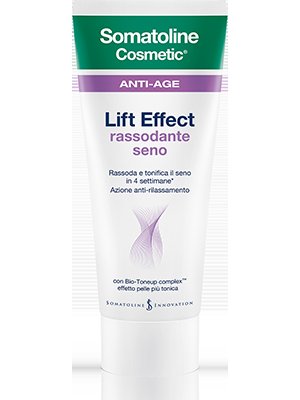 Somatoline
Cosmetic®
ANTI-AGE
Lift Effect
rassodante
seno
Rassoda e tonifica il seno
in 4 settimane*
Azione anti-rilassamento
con Bio-Toneup complex™
effetto pelle più tonica
SOMATOLINE SS INNOVATION